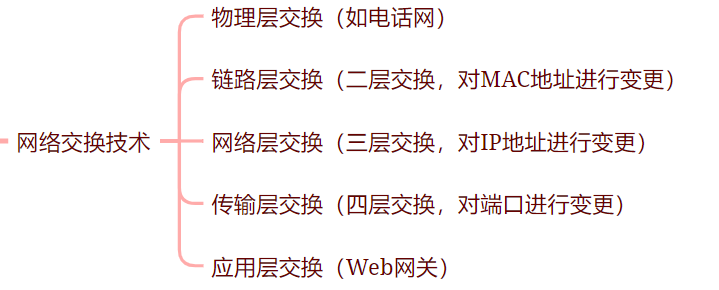 物理层交换（如电话网）
链路层交换（二层交换，对MAC地址进行变更）
网络交换技术
网络层交换（三层交换，对IP地址进行变更）
传输层交换（四层交换，对端口进行变更）
应用层交换（Web网关）